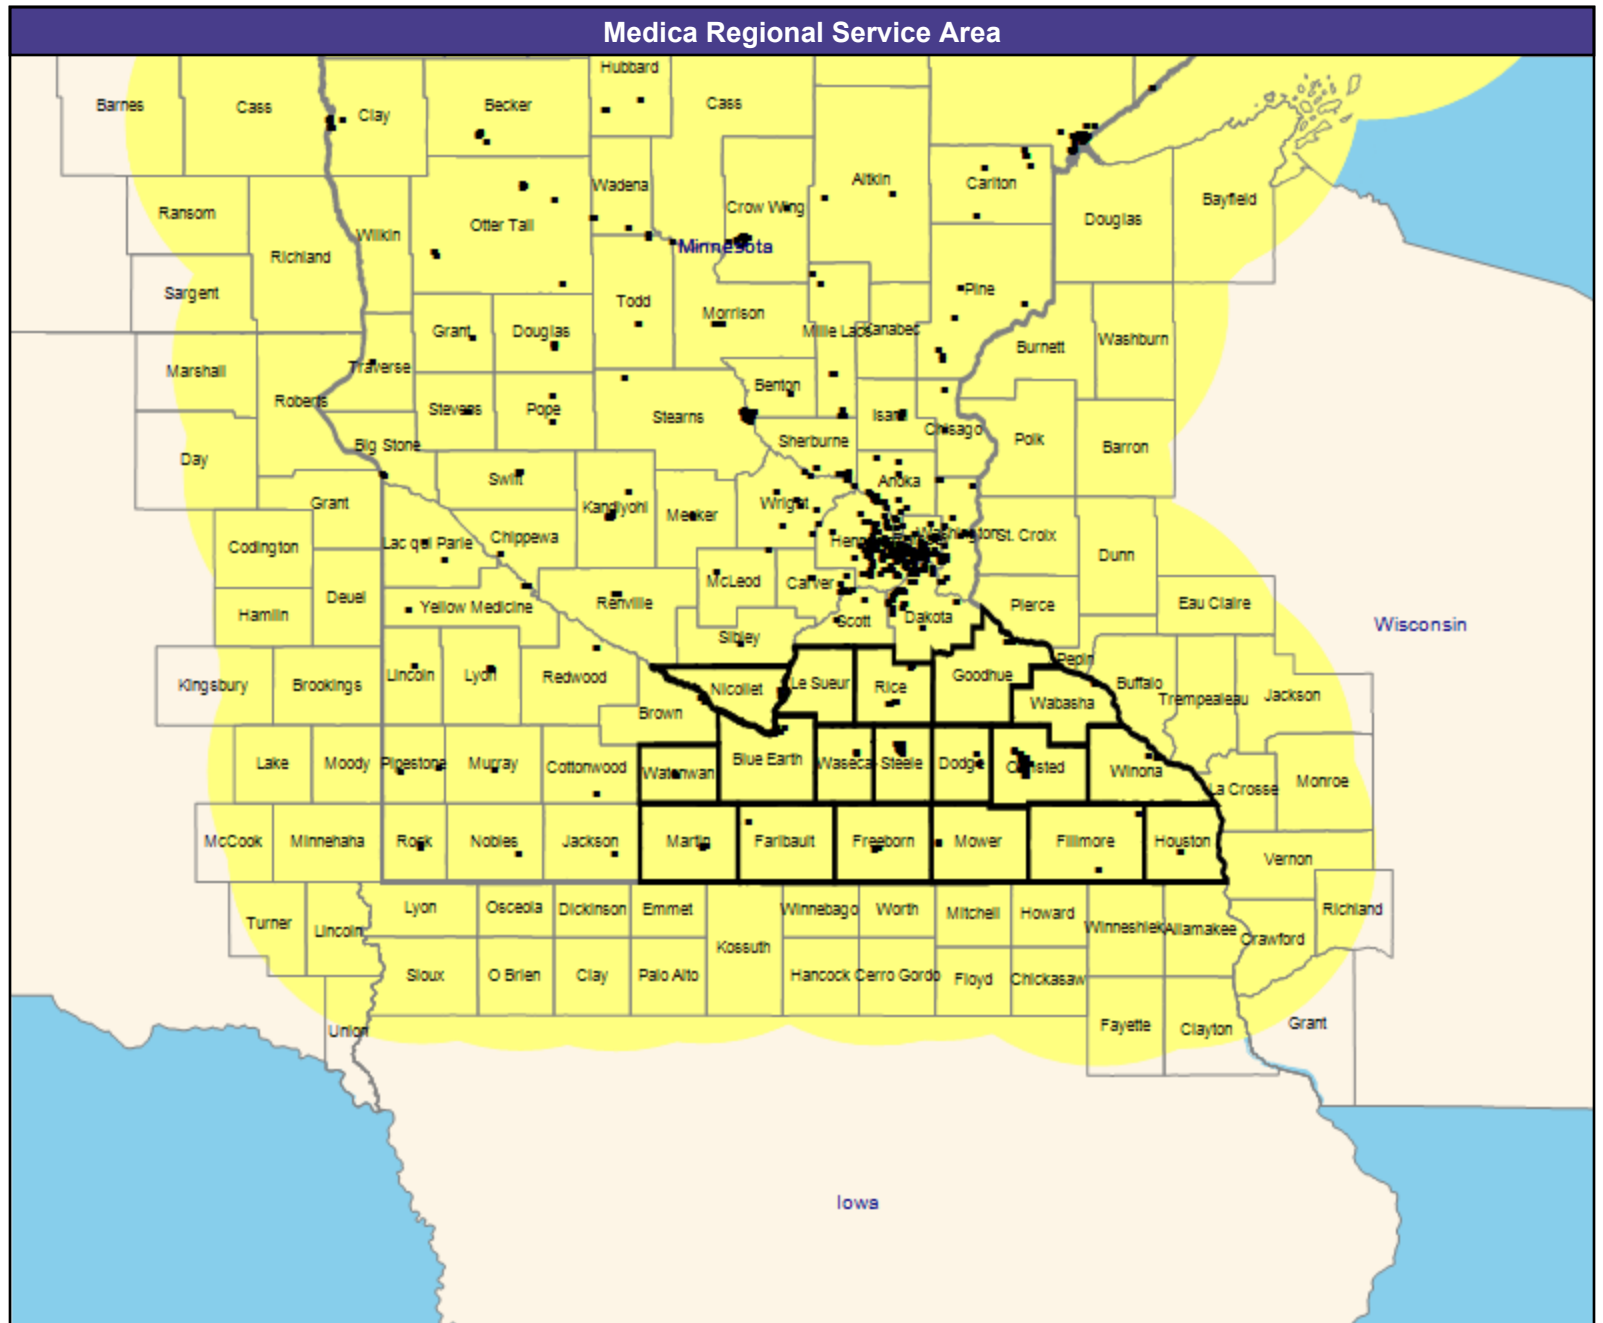 Medica Regional Service Area
Hubbard
Barnes
Cass
Clay
Becker
Cass
Wadena
Crow Wing
Aitkin
Carlton
Ransom
Richland
Wilkin
Otter Tail
Minnesota
Douglas
Bayfield
Sargent
Todd
Morrison
Pine
Grant
Douglas
Mille Lacs
Kanabec
Burnett
Washburn
Marshall
Roberts
Traverse
Stevens
Pope
Stearns
Benton
Sherburne
Isanti
Chisago
Polk
Barron
Day
Big Stone
Grant
Swift
Kandiyohi
Meeker
Wright
Anoka
Codington
Lac qui Parle
Chippewa
Washington
St. Croix
Dunn
Hamlin
Deuel
Yellow Medicine
Renville
McLeod
Carver
Scott
Dakota
Pierce
Eau Claire
Wisconsin
Sibley
Kingsbury
Brookings
Lincoln
Lyon
Redwood
Brown
Nicollet
Le Sueur
Rice
Goodhue
Wabasha
Pepin
Buffalo
Trempealeau
Jackson
Lake
Moody
Pipestone
Murray
Cottonwood
Watonwan
Blue Earth
Waseca
Steele
Dodge
Olmsted
Winona
La Crosse
Monroe
McCook
Minnehaha
Rock
Nobles
Jackson
Martin
Faribault
Freeborn
Mower
Fillmore
Houston
Vernon
Turner
Lincoln
Lyon
Osceola
Dickinson
Emmet
Kossuth
Winnebago
Worth
Mitchell
Howard
Winneshiek
Allamakee
Crawford
Richland
Sioux
O Brien
Clay
Palo Alto
Hancock
Cerro Gordo
Floyd
Chickasaw
Union
Fayette
Clayton
Grant
Iowa